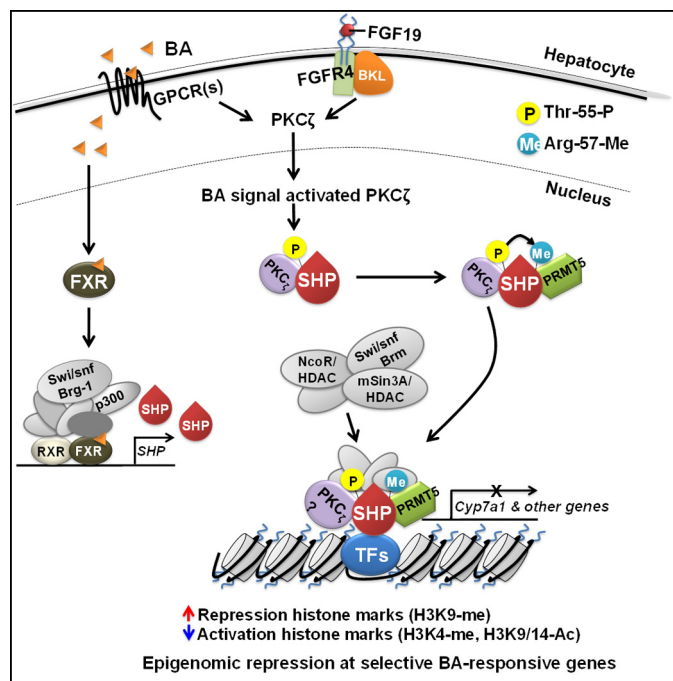 BA
FGF19
Hepatocyte
FGFR4
BKL
GPCR(s)
PKCζ
P Thr-55-P
Me Arg-57-Me
Nucleus
BA signal activated PKCζ
P
PKCζ
SHP
P
Me
PKCζ
SHP
PRMT5
FXR
Swi/snf
Brg-1
p300
SHP
SHP
RXR
FXR
SHP
NcoR/
HDAC
Swi/snf
Brm
mSin3A/
HDAC
P
Me
PKCζ
?
SHP
PRMT5
X
Cyp7a1 & other genes
TFs
Repression histone marks (H3K9-me)
Activation histone marks (H3K4-me, H3K9/14-Ac)
Epigenomic repression at selective BA-responsive genes